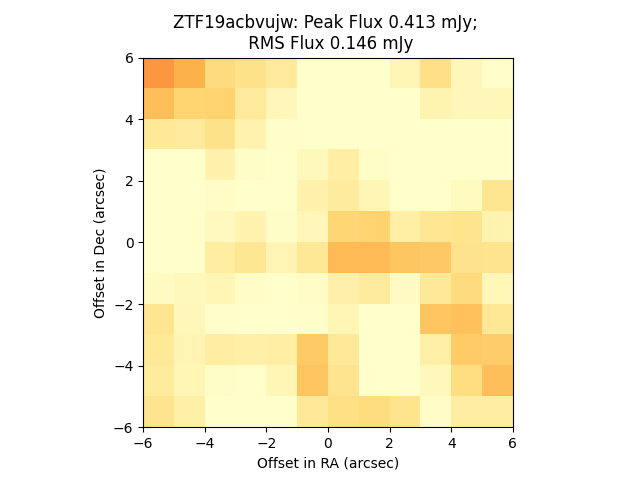 ZTF19acbvujw: Peak Flux 0.413 mJy;
RMS Flux 0.146 mJy
6
4
2
0
−2
−4
−6
Offset in Dec (arcsec)
−6 −4 −2 0 2 4 6
Offset in RA (arcsec)